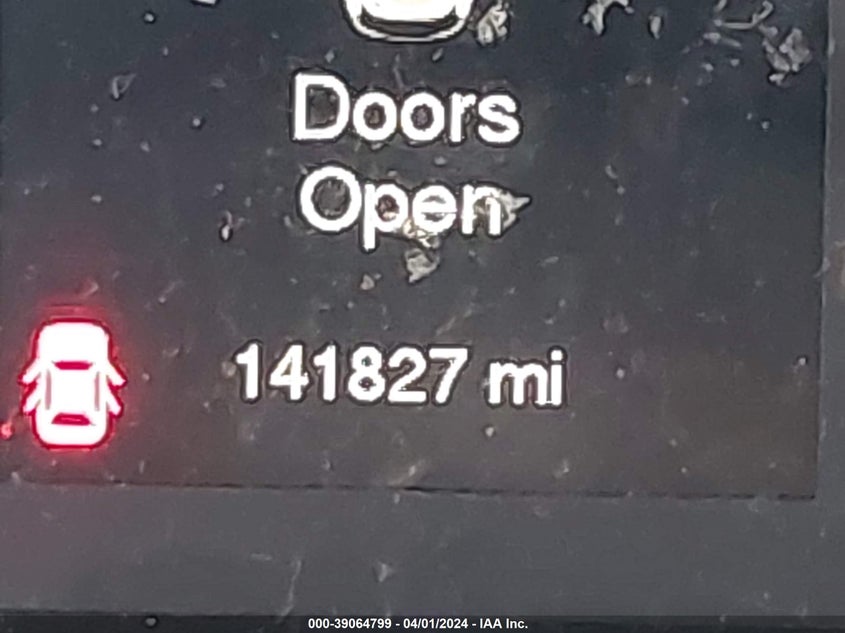 Doors
Open
141827 mi
000-39064799 - 04/01/2024 - IAA Inc.